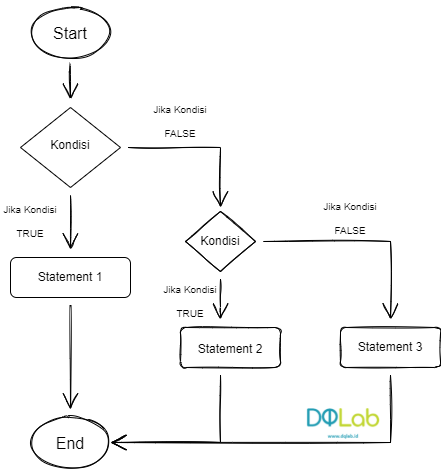 Start
Kondisi
Jika Kondisi
FALSE
Jika Kondisi
TRUE
Statement 1
Kondisi
Jika Kondisi
FALSE
Jika Kondisi
TRUE
Statement 2
Statement 3
DQLab
www.dqlab.id
End